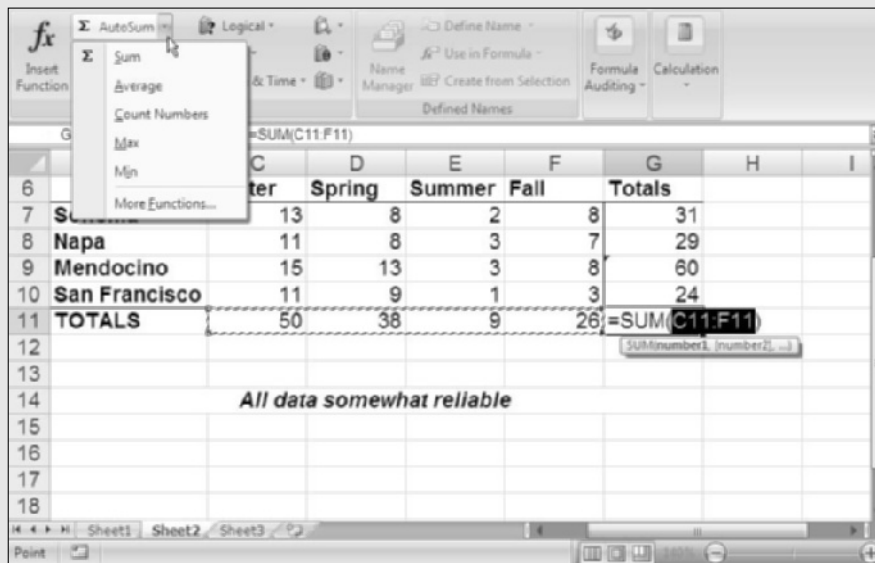 Σ AutoSum
Logical
Define Name
fx
Σ Sum
Use in Formula
Insert Function
Average
& Time
Name Manager
Create from Selection
Formula Auditing
Calculation
Count Numbers
Defined Names
Max
G
=SUM(C11:F11)
Min
C D E F G H I
More Functions...
6 ter Spring Summer Fall Totals
7 13 8 2 8 31
8 Napa 11 8 3 7 29
9 Mendocino 15 13 3 8 60
10 San Francisco 11 9 1 3 24
11 TOTALS 50 38 9 26 =SUM(C11:F11)
12 SUM(number1, [number2], ...)
13
14 All data somewhat reliable
15
16
17
18
Sheet1 Sheet2 Sheet3
Point 140%